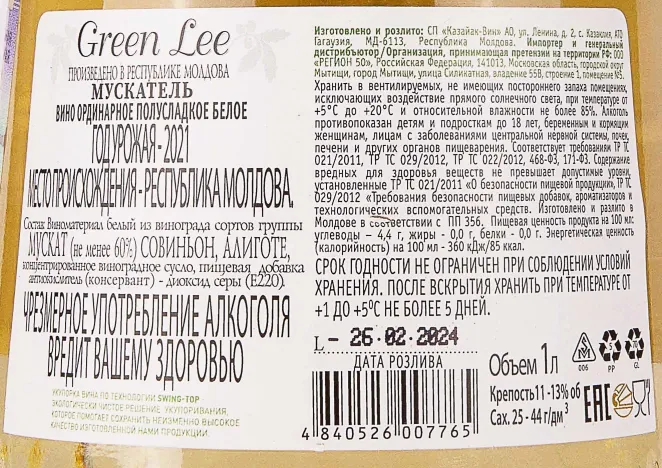 Green Lee
ПРОИЗВЕДЕНО В РЕСПУБЛИКЕ МОЛДОВА
МУСКАТЕЛЬ
ВИНО ОРДИНАРНОЕ ПОЛУСЛАДКОЕ БЕЛОЕ
ГОД УРОЖАЯ - 2021
МЕСТО ПРОИСХОЖДЕНИЯ - РЕСПУБЛИКА МОЛДОВА.
Состав: Виноматериал белый из винограда сортов группы
МУСКАТ (не менее 60%) СОВИНЬОН, АЛИГОТЕ,
концентрированное виноградное сусло, пищевая добавка
антиокислитель (консервант) - диоксид серы (E220).
ЧРЕЗМЕРНОЕ УПОТРЕБЛЕНИЕ АЛКОГОЛЯ
ВРЕДИТ ВАШЕМУ ЗДОРОВЬЮ
УКУПОРКА ВИНА ПО ТЕХНОЛОГИИ SWING-TOP
ЭКОЛОГИЧЕСКИ ЧИСТОЕ РЕШЕНИЕ УКУПОРИВАНИЯ,
КОТОРОЕ ПОМОГАЕТ СОХРАНИТЬ НЕИЗМЕННО ВЫСОКОЕ
КАЧЕСТВО ИЗГОТОВЛЕННОЙ НАМИ ПРОДУКЦИИ.
Изготовлено и розлито: СП «Казайак-Вин» АО, ул. Ленина, д. 2, с. Казаклия, АТО
Гагаузия, МД-6113, Республика Молдова. Импортер и генеральный
дистрибьютор / Организация, принимающая претензии на территории РФ: ООО
«РЕГИОН 50», Российская Федерация, 141013, Московская область, городской округ
Мытищи, город Мытищи, улица Силикатная, владение 55В, строение 1, помещение №5.
Хранить в вентилируемых, не имеющих постороннего запаха помещениях,
исключающих воздействие прямого солнечного света, при температуре от
+5°С до +20°С и относительной влажности не более 85%. Алкоголь
противопоказан детям и подросткам до 18 лет, беременным и кормящим
женщинам, лицам с заболеваниями центральной нервной системы, почек,
печени и других органов пищеварения. Соответствует требованиям ТР ТС
021/2011, ТР ТС 029/2012, ТР ТС 022/2012, 468-ФЗ, 171-ФЗ. Содержание
вредных для здоровья веществ не превышает допустимые уровни,
установленные ТР ТС 021/2011 «О безопасности пищевой продукции», ТР ТС
029/2012 «Требования безопасности пищевых добавок, ароматизаторов и
технологических вспомогательных средств. Изготовлено и разлито в
Молдове в соответствии с ПП 356. Пищевая ценность продукта на 100 мл:
углеводы – 4,4 г, жиры - 0,0 г, белки - 0,0 г. Энергетическая ценность
(калорийность) на 100 мл - 360 кДж/85 ккал.
СРОК ГОДНОСТИ НЕ ОГРАНИЧЕН ПРИ СОБЛЮДЕНИИ УСЛОВИЙ
ХРАНЕНИЯ. ПОСЛЕ ВСКРЫТИЯ ХРАНИТЬ ПРИ ТЕМПЕРАТУРЕ ОТ
+1 ДО +5°С НЕ БОЛЕЕ 5 ДНЕЙ.
L - 26.02.2024
ДАТА РОЗЛИВА
4 840526 007765
Объем 1л
Крепость 11 -13% об
Сах. 25 - 44 г/дм³
006
5
PP
70
GL
EAC